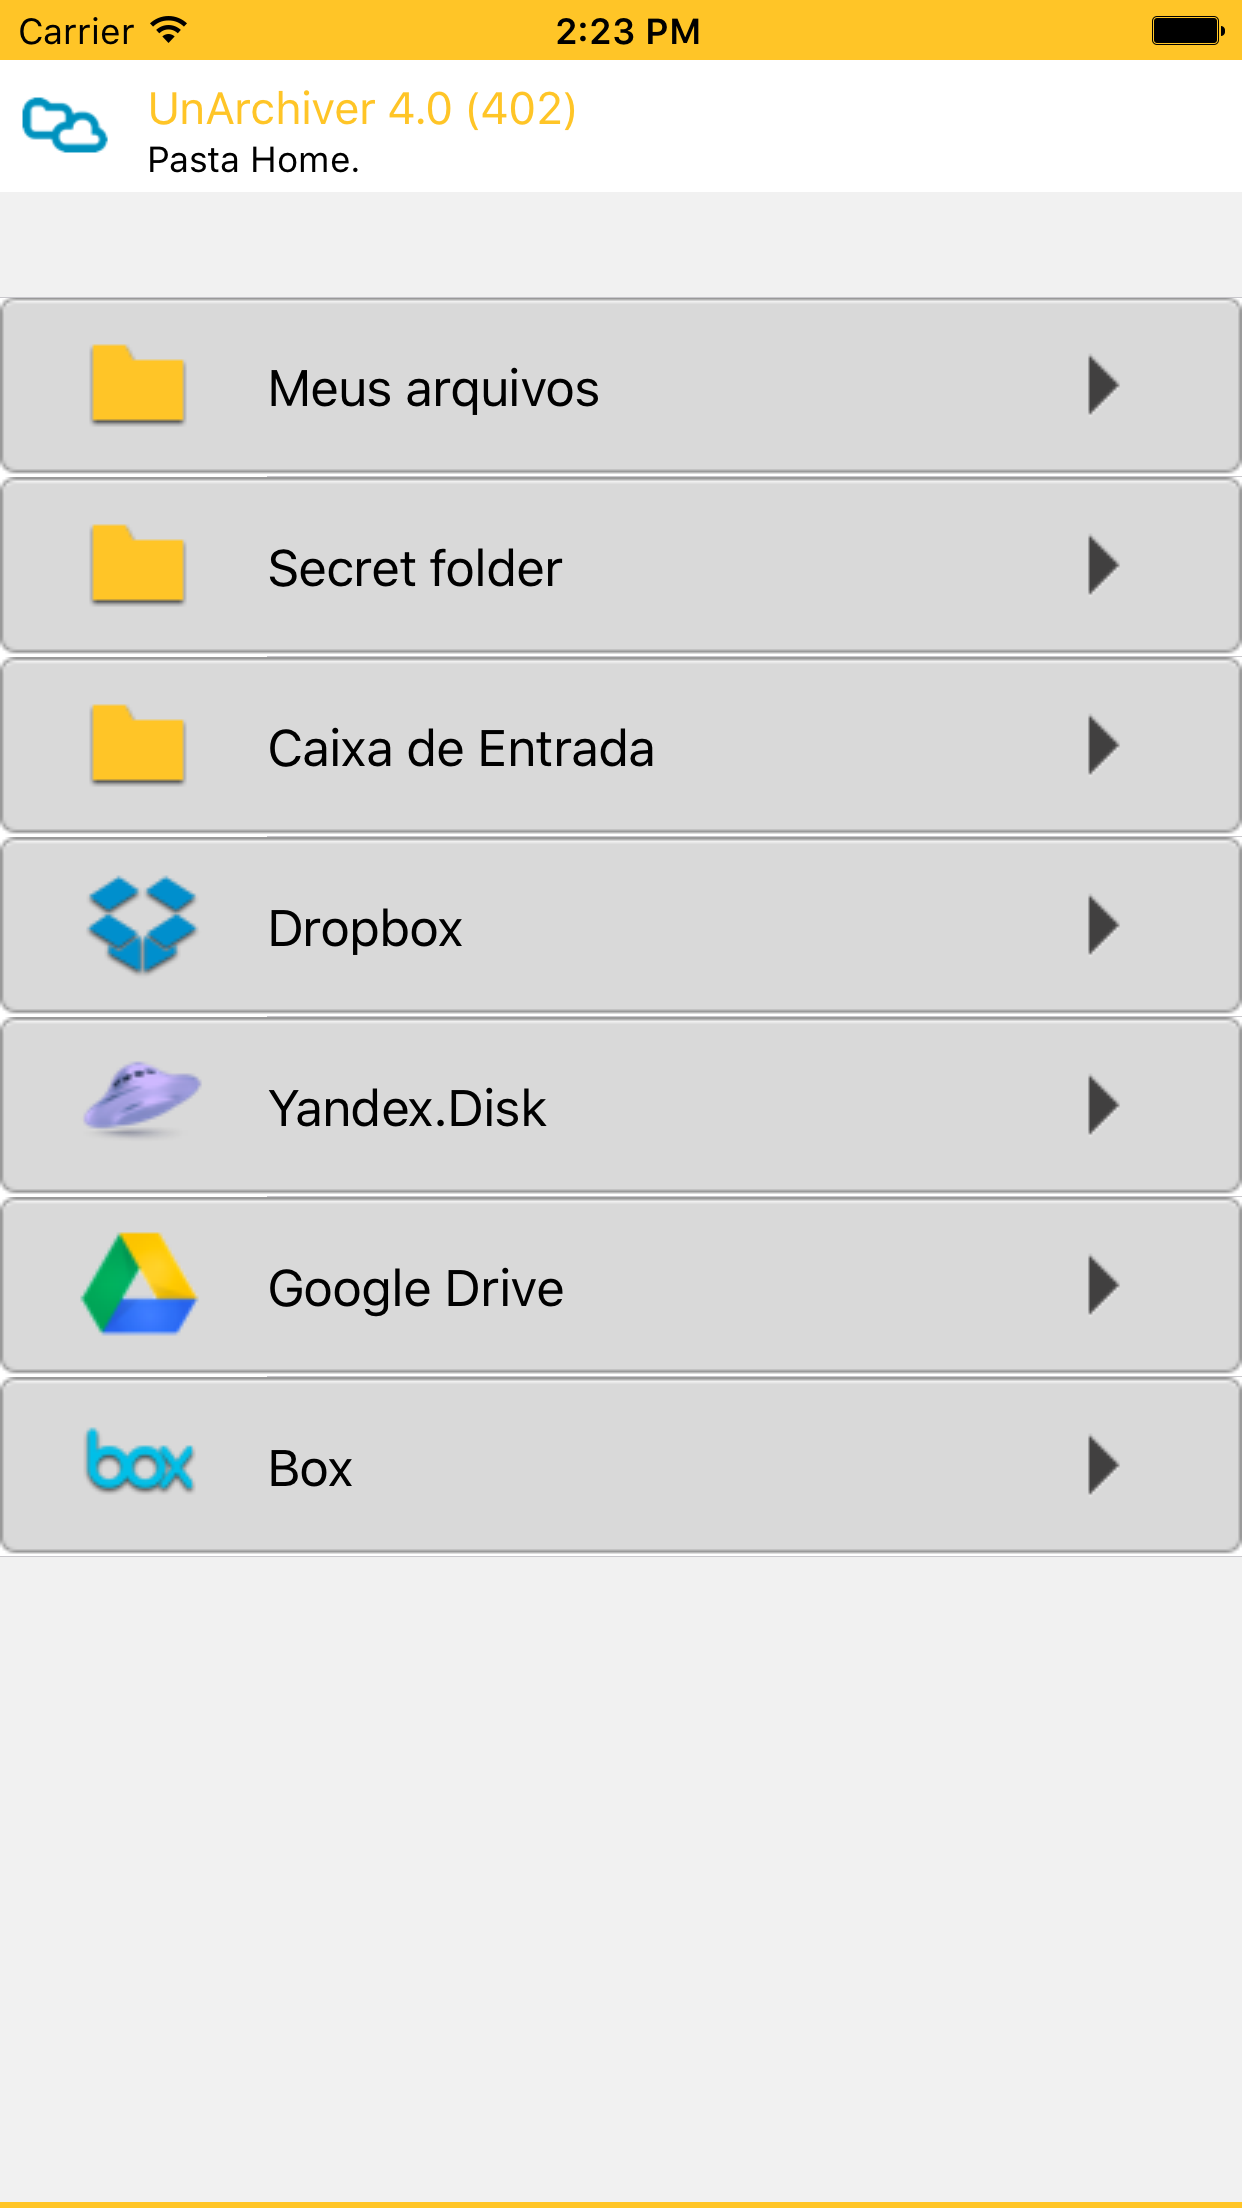 Carrier 2:23 PM
UnArchiver 4.0 (402)
Pasta Home.
Meus arquivos
Secret folder
Caixa de Entrada
Dropbox
Yandex.Disk
Google Drive
box Box